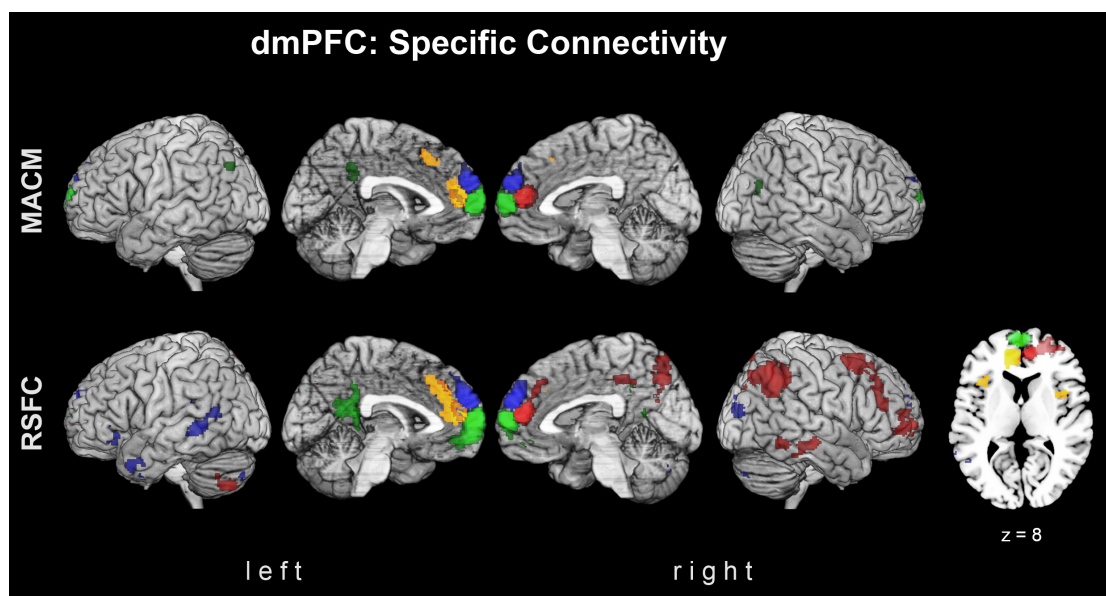 dmPFC: Specific Connectivity
MACM
RSFC
z = 8
left
right